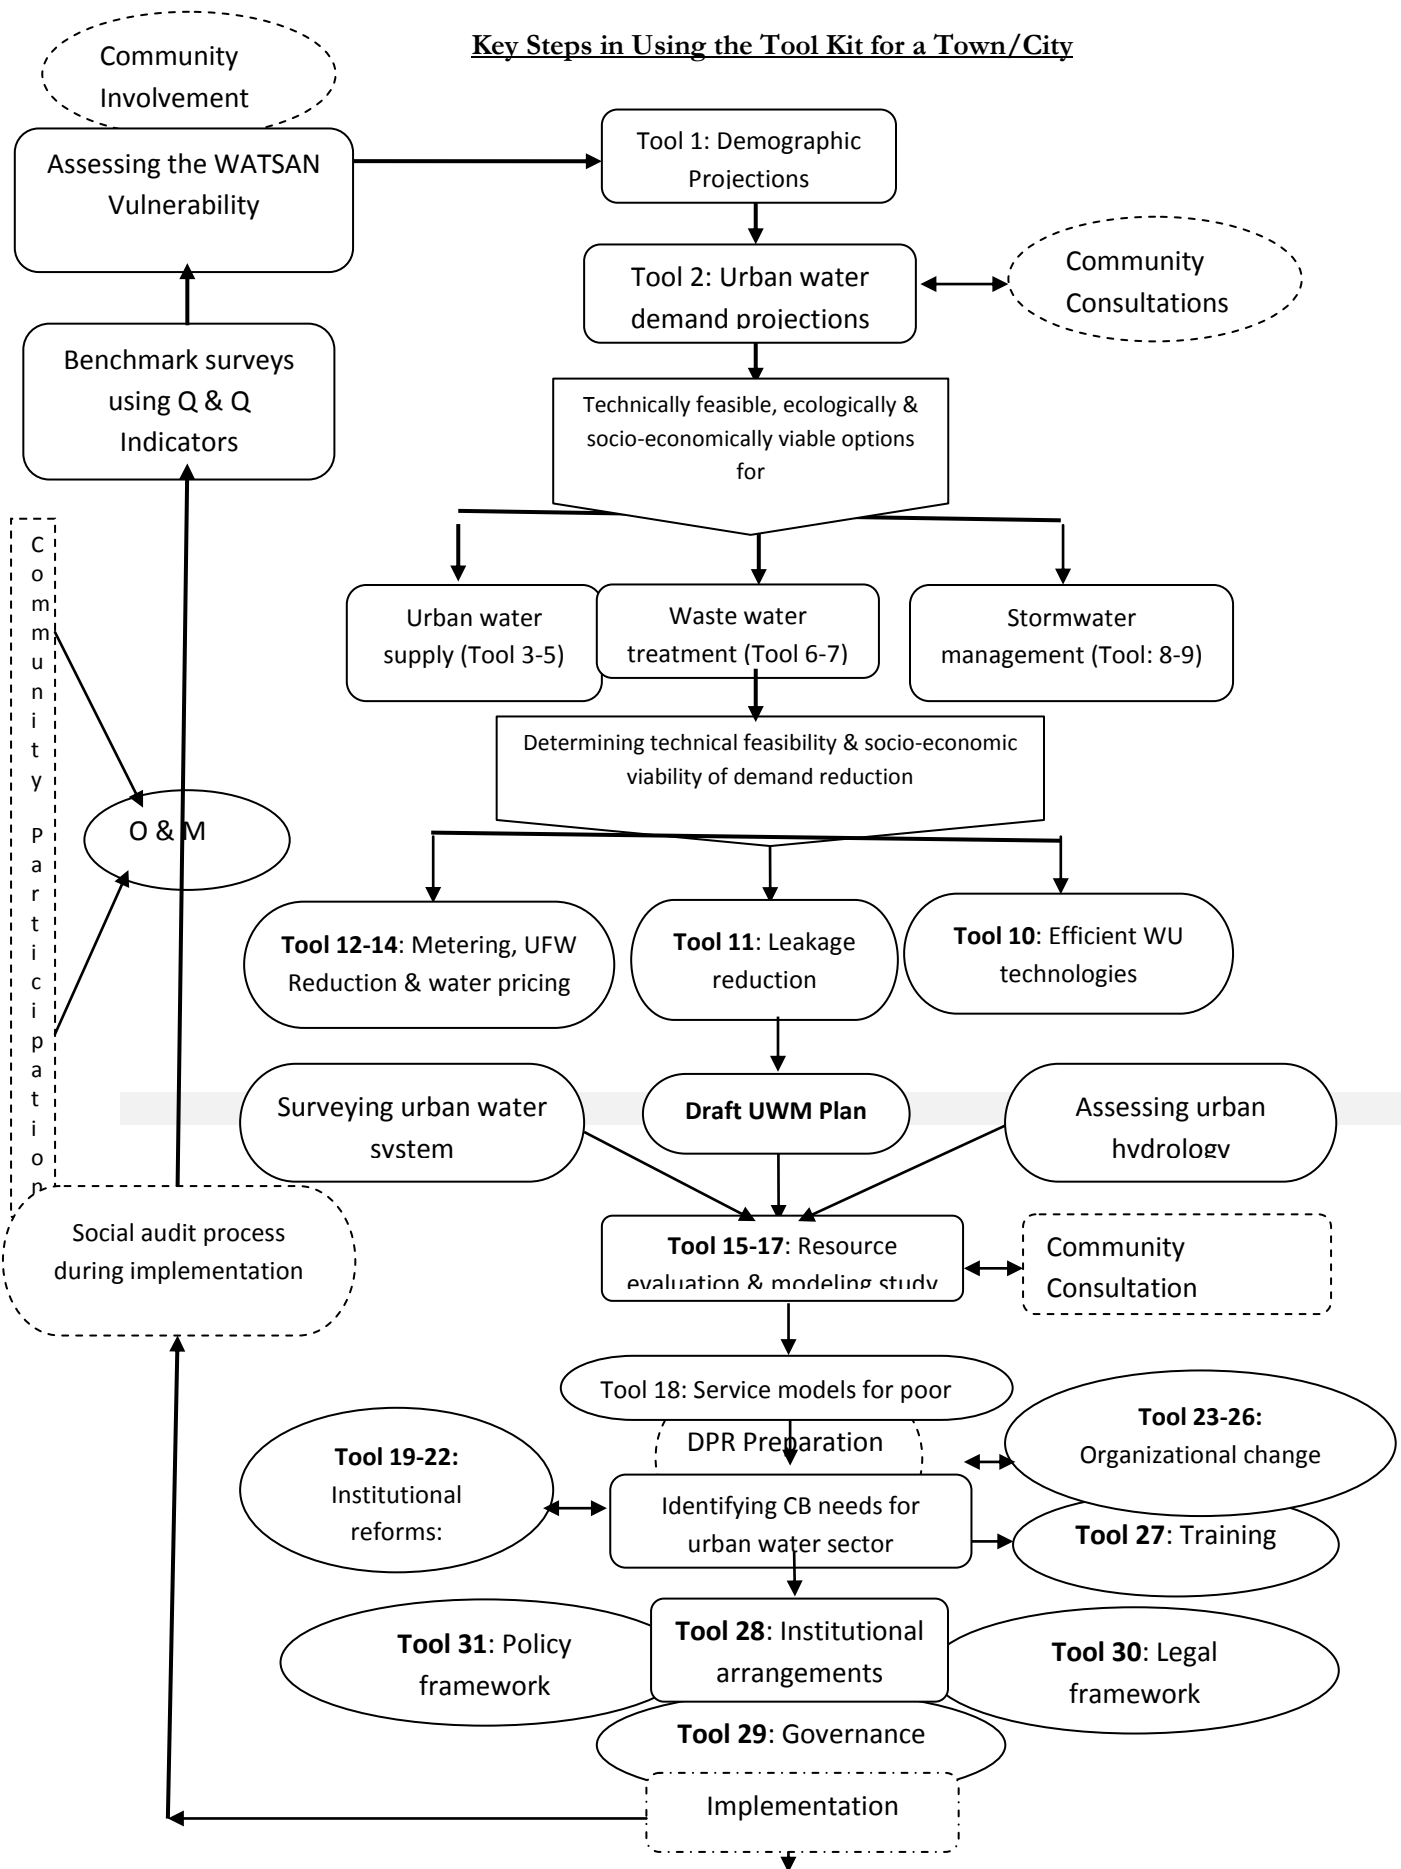 Key Steps in Using the Tool Kit for a Town/City
Community
Involvement
Assessing the WATSAN
Vulnerability
Tool 1: Demographic
Projections
Tool 2: Urban water
demand projections
Community
Consultations
Benchmark surveys
using Q & Q
Indicators
Technically feasible, ecologically &
socio-economically viable options
for
Urban water
supply (Tool 3-5)
Waste water
treatment (Tool 6-7)
Stormwater
management (Tool: 8-9)
Community Participation
Determining technical feasibility & socio-economic
viability of demand reduction
O & M
Tool 12-14: Metering, UFW
Reduction & water pricing
Tool 11: Leakage
reduction
Tool 10: Efficient WU
technologies
Surveying urban water
system
Draft UWM Plan
Assessing urban
hydrology
Social audit process
during implementation
Tool 15-17: Resource
evaluation & modeling study
Community
Consultation
Tool 18: Service models for poor
DPR Preparation
Tool 19-22:
Institutional
reforms:
Tool 23-26:
Organizational change
Identifying CB needs for
urban water sector
Tool 27: Training
Tool 31: Policy
framework
Tool 28: Institutional
arrangements
Tool 30: Legal
framework
Tool 29: Governance
Implementation